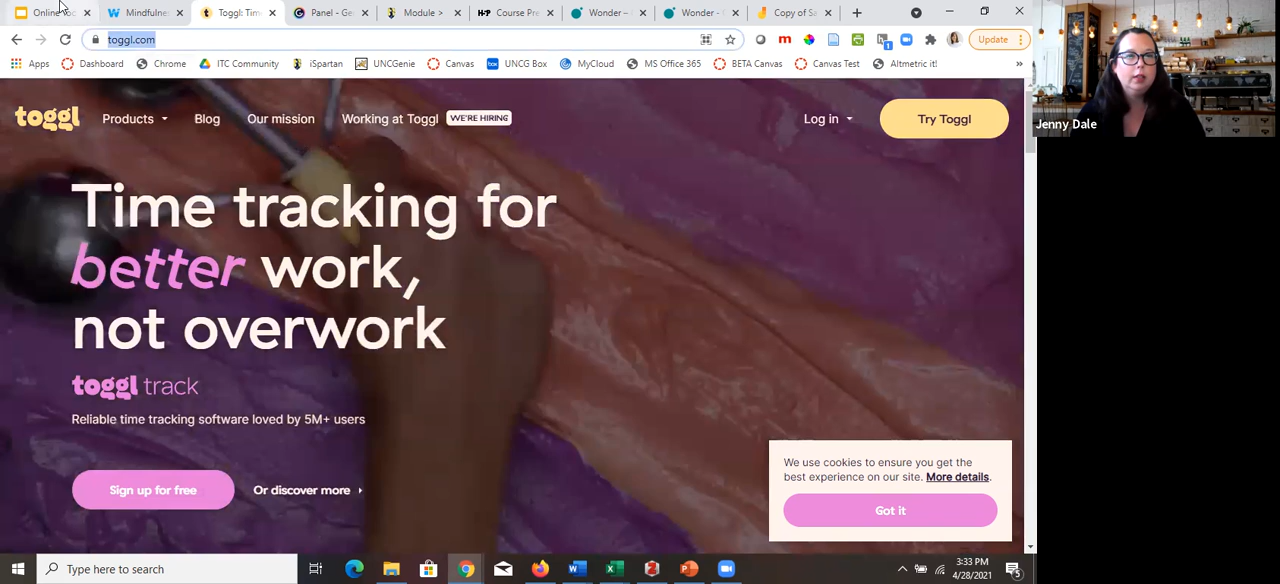 Online Soc
Mindfulne
Toggl: Tim
Panel - Ge
Module >
H5P
Course Pre
Wonder –
Wonder -
Copy of Sa
toggl.com
Update
1
Apps
Dashboard
Chrome
ITC Community
iSpartan
UNCGenie
Canvas
box
UNCG Box
MyCloud
MS Office 365
BETA Canvas
Canvas Test
Altmetric it!
»
toggl
Products
Blog
Our mission
Working at Toggl
WE'RE HIRING
Log in
Try Toggl
Time tracking for
better work,
not overwork
toggl track
Reliable time tracking software loved by 5M+ users
Sign up for free
Or discover more
We use cookies to ensure you get the
best experience on our site. More details.
Got it
Jenny Dale
Type here to search
3:33 PM
4/28/2021
5